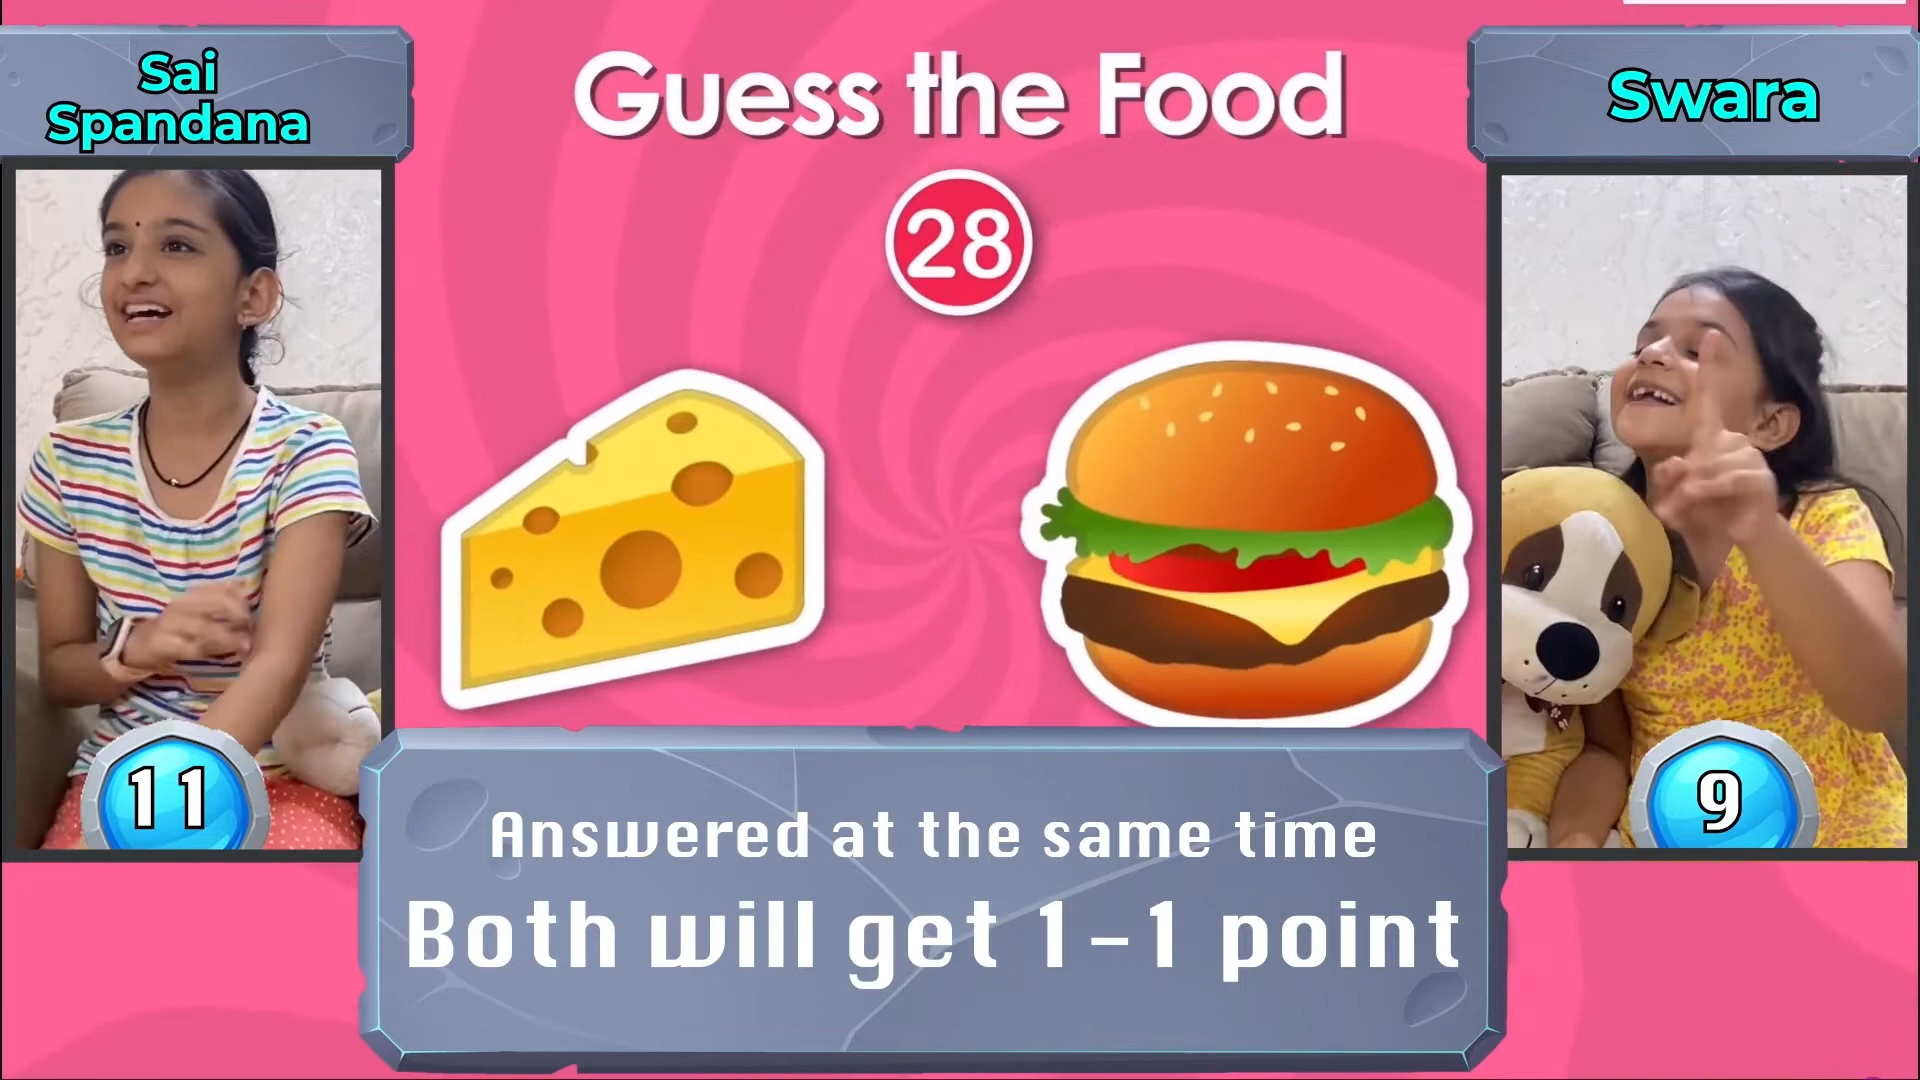 Sai
Spandana
Guess the Food
Swara
28
11
9
Answered at the same time
Both will get 1-1 point